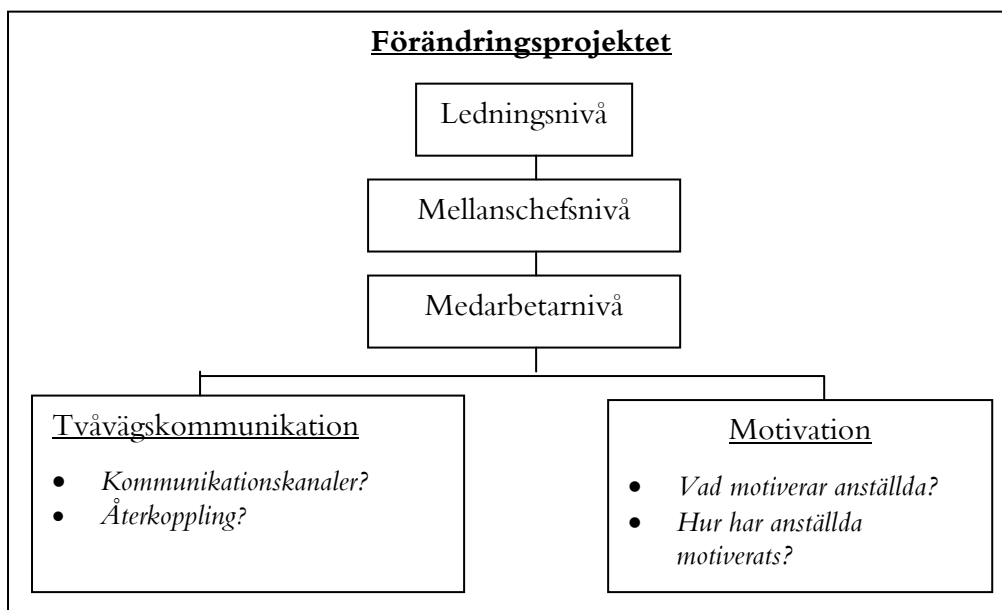 Förändringsprojektet
Ledningsnivå
Mellanschefsnivå
Medarbetarnivå
Tvåvägskommunikation
• Kommunikationskanaler?
• Återkoppling?
Motivation
• Vad motiverar anställda?
• Hur har anställda
motiverats?